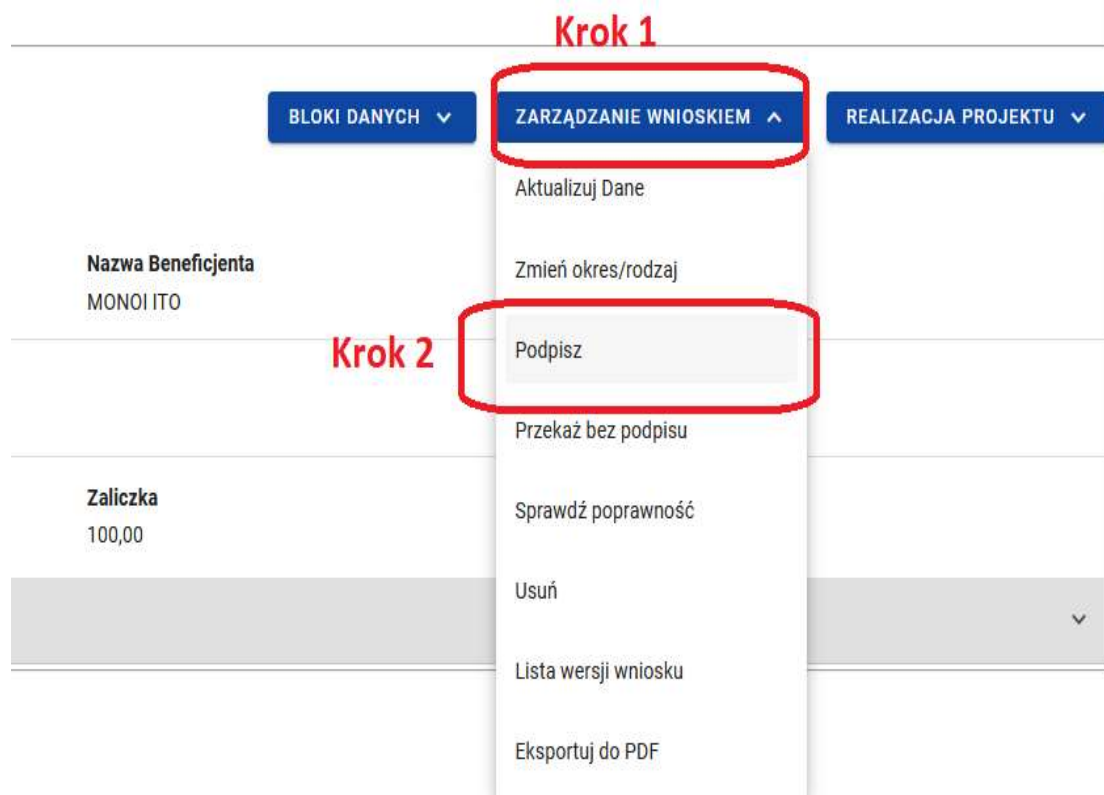 Krok 1
BLOKI DANYCH
ZARZĄDZANIE WNIOSKIEM
REALIZACJA PROJEKTU
Aktualizuj Dane
Nazwa Beneficjenta
MONOI ITO
Zmień okres/rodzaj
Krok 2
Podpisz
Przekaż bez podpisu
Zaliczka
100,00
Sprawdź poprawność
Usuń
Lista wersji wniosku
Eksportuj do PDF